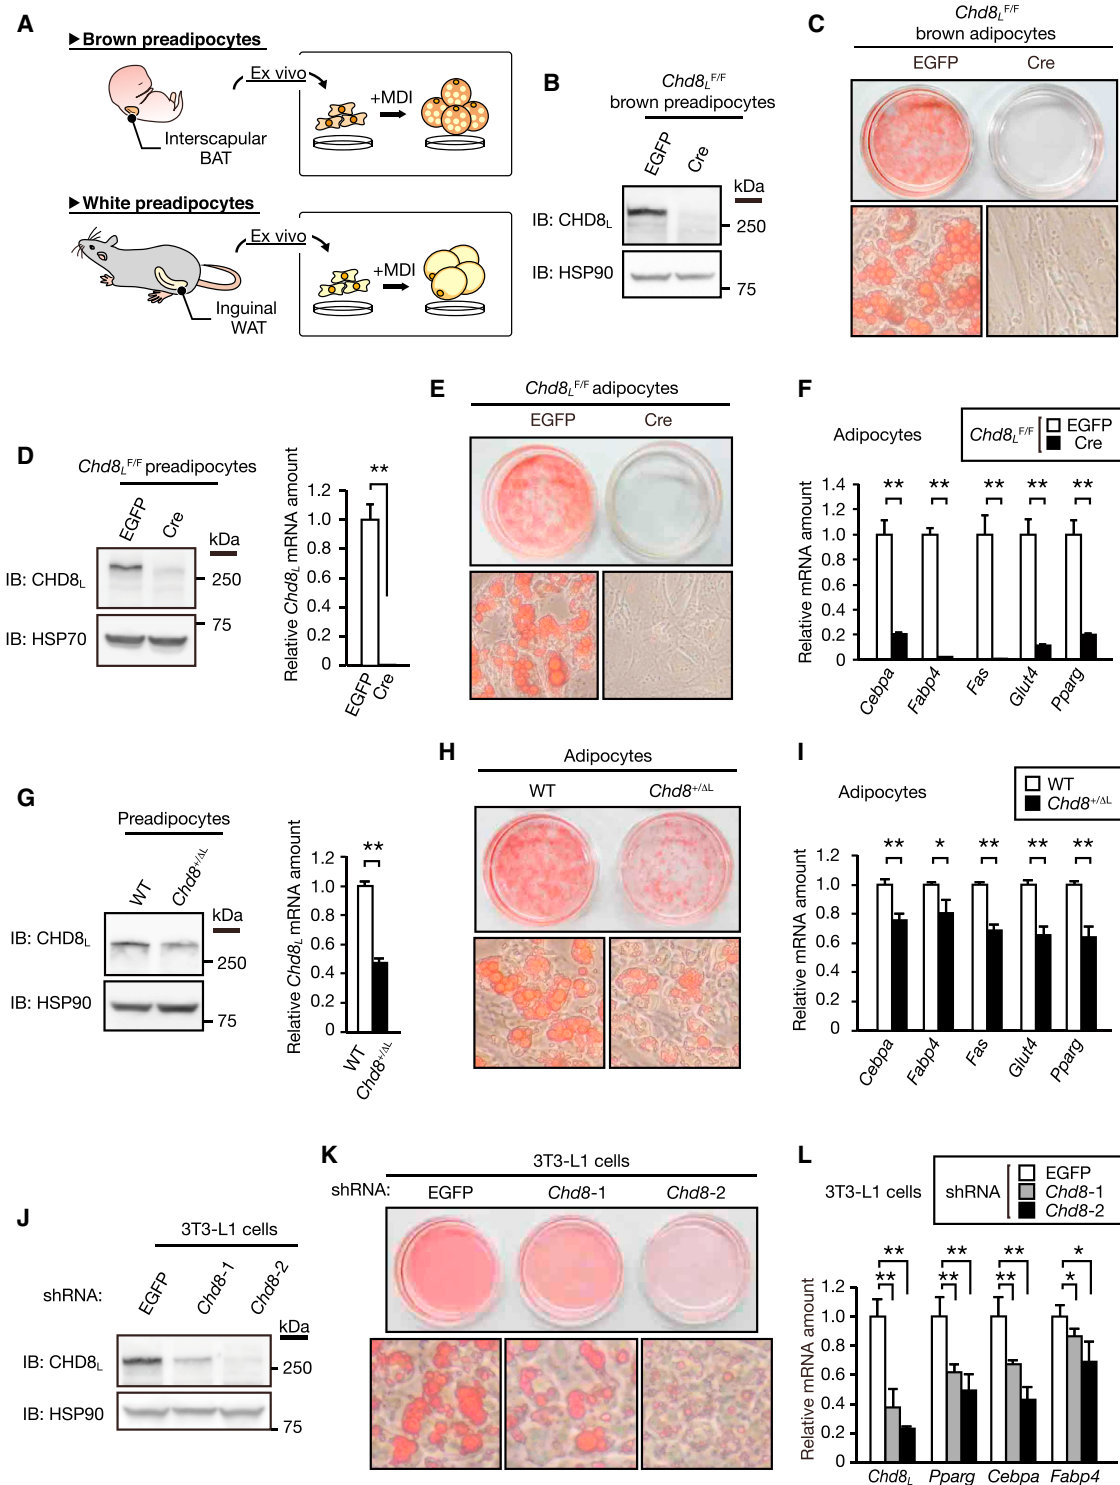 A
▶Brown preadipocytes
Ex vivo
+MDI
Interscapular
BAT
▶White preadipocytes
Ex vivo
+MDI
Inguinal
WAT
B
Chd8L F/F
brown preadipocytes
EGFP
Cre
kDa
IB: CHD8L
250
IB: HSP90
75
C
Chd8L F/F
brown adipocytes
EGFP Cre
D
Chd8L F/F preadipocytes
EGFP
Cre
kDa
IB: CHD8L
250
75
IB: HSP70
Relative Chd8L mRNA amount
**
1.2
1.0
0.8
0.6
0.4
0.2
0
EGFP
Cre
E
Chd8L F/F adipocytes
EGFP Cre
F
Adipocytes
Chd8L F/F
EGFP
Cre
Relative mRNA amount
1.4
1.2
1.0
0.8
0.6
0.4
0.2
0
** ** ** ** **
Cebpa
Fabp4
Fas
Glut4
Pparg
G
Preadipocytes
WT
Chd8+/ΔL
kDa
IB: CHD8L
250
IB: HSP90
75
Relative Chd8L mRNA amount
**
1.2
1.0
0.8
0.6
0.4
0.2
0
WT
Chd8+/ΔL
H
Adipocytes
WT Chd8+/ΔL
I
Adipocytes
WT
Chd8+/ΔL
Relative mRNA amount
1.2
1.0
0.8
0.6
0.4
0.2
0
** * ** ** **
Cebpa
Fabp4
Fas
Glut4
Pparg
J
3T3-L1 cells
shRNA:
EGFP
Chd8-1
Chd8-2
kDa
IB: CHD8L
250
IB: HSP90
75
K
3T3-L1 cells
shRNA: EGFP Chd8-1 Chd8-2
L
3T3-L1 cells
shRNA
EGFP
Chd8-1
Chd8-2
Relative mRNA amount
1.2
1.0
0.8
0.6
0.4
0.2
0
** ** ** *
** ** ** *
Chd8L Pparg Cebpa Fabp4